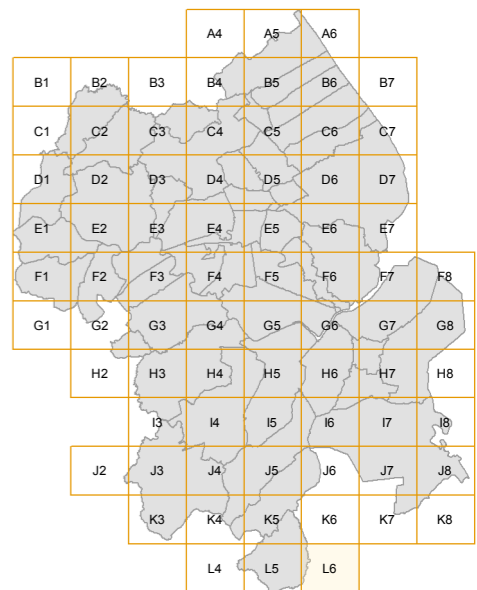 A4 A5 A6
B1 B2 B3 B4 B5 B6 B7
C1 C2 C3 C4 C5 C6 C7
D1 D2 D3 D4 D5 D6 D7
E1 E2 E3 E4 E5 E6 E7
F1 F2 F3 F4 F5 F6 F7 F8
G1 G2 G3 G4 G5 G6 G7 G8
H2 H3 H4 H5 H6 H7 H8
I3 I4 I5 I6 I7 I8
J2 J3 J4 J5 J6 J7 J8
K3 K4 K5 K6 K7 K8
L4 L5 L6